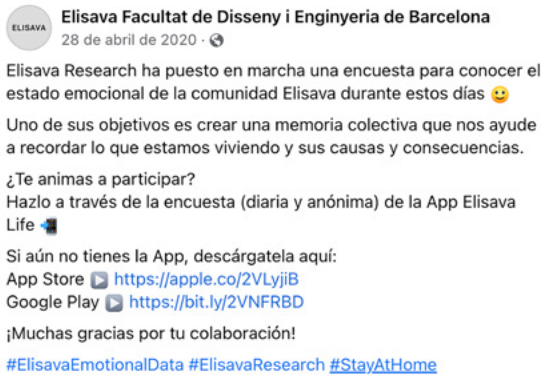 ELISAVA
Elisava Facultat de Disseny i Enginyeria de Barcelona
28 de abril de 2020 ·
Elisava Research ha puesto en marcha una encuesta para conocer el
estado emocional de la comunidad Elisava durante estos días 🙂
Uno de sus objetivos es crear una memoria colectiva que nos ayude
a recordar lo que estamos viviendo y sus causas y consecuencias.
¿Te animas a participar?
Hazlo a través de la encuesta (diaria y anónima) de la App Elisava
Life 📲
Si aún no tienes la App, descárgatela aquí:
App Store ▶️ https://apple.co/2VLyjiB
Google Play ▶️ https://bit.ly/2VNFRBD
¡Muchas gracias por tu colaboración!
#ElisavaEmotionalData #ElisavaResearch #StayAtHome